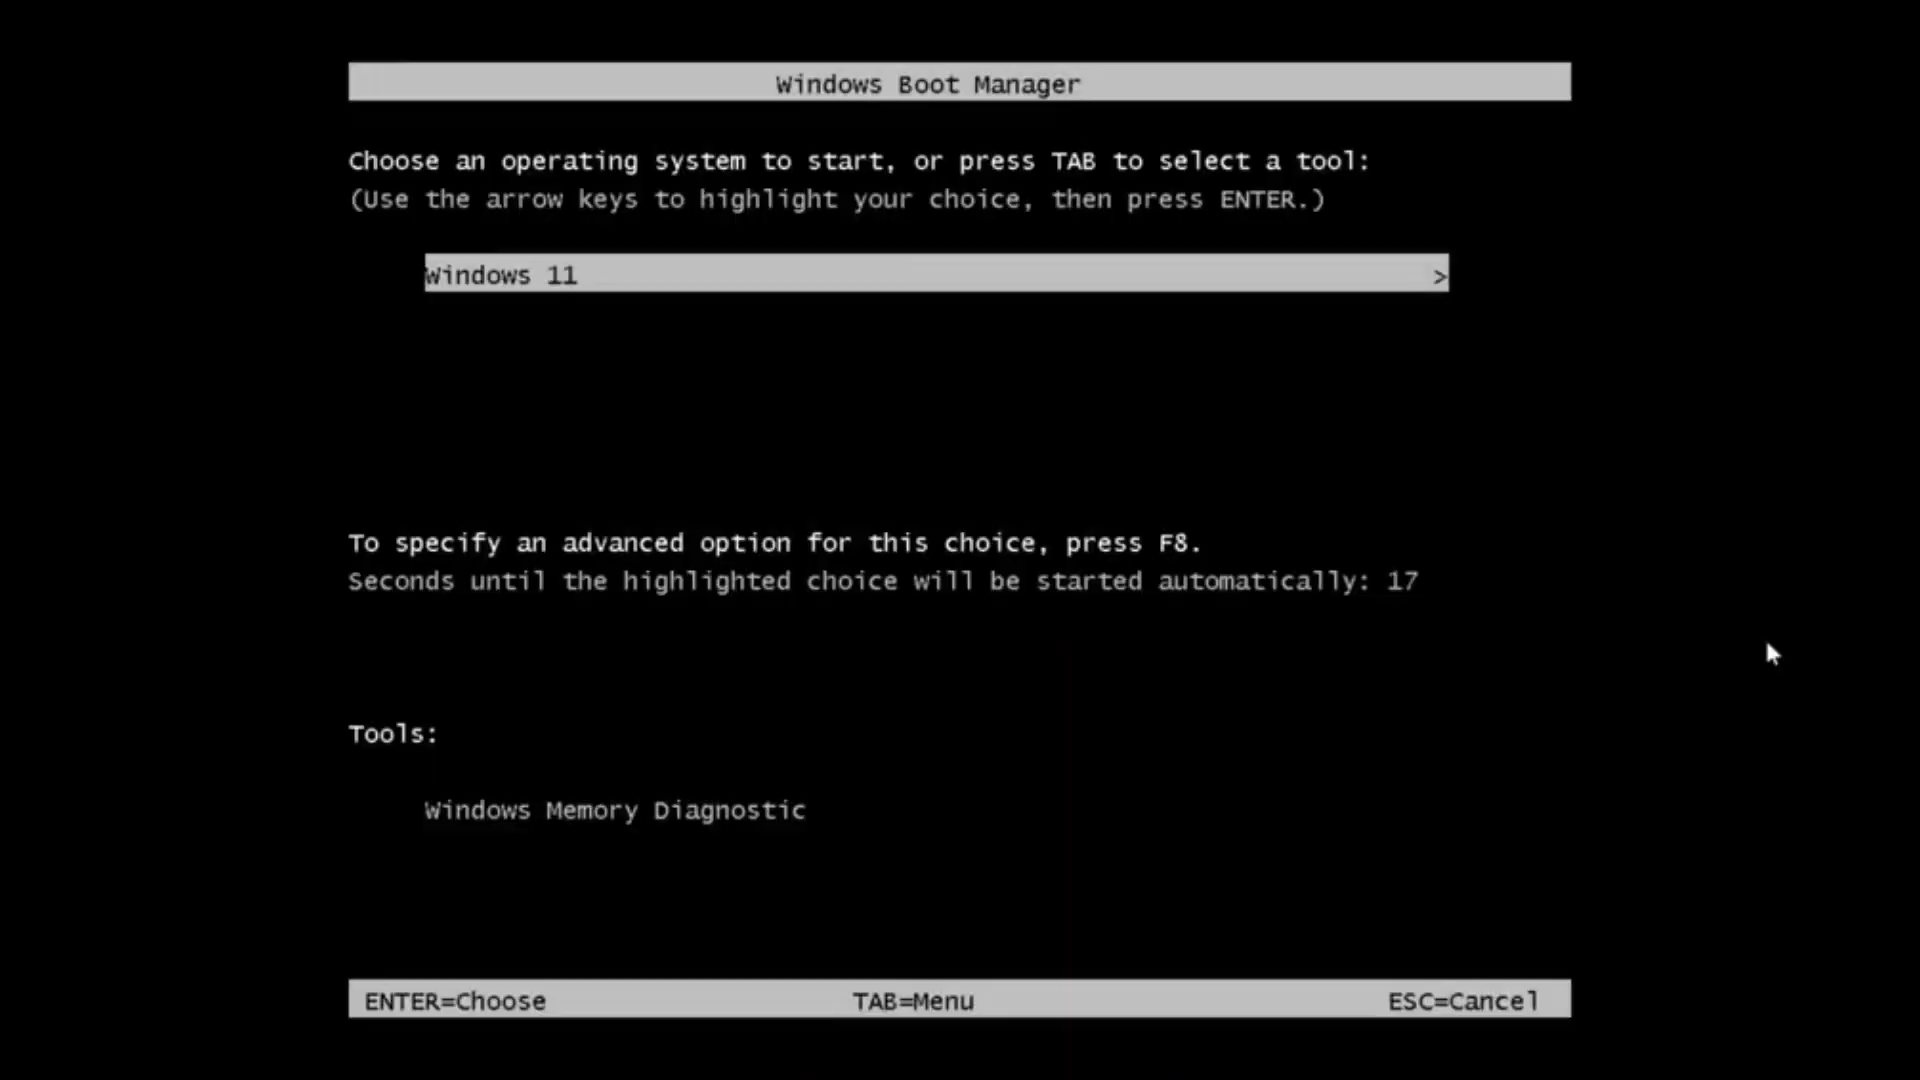 Windows Boot Manager
Choose an operating system to start, or press TAB to select a tool:
(Use the arrow keys to highlight your choice, then press ENTER.)
Windows 11 >
To specify an advanced option for this choice, press F8.
Seconds until the highlighted choice will be started automatically: 17
Tools:
Windows Memory Diagnostic
ENTER=Choose TAB=Menu ESC=Cancel